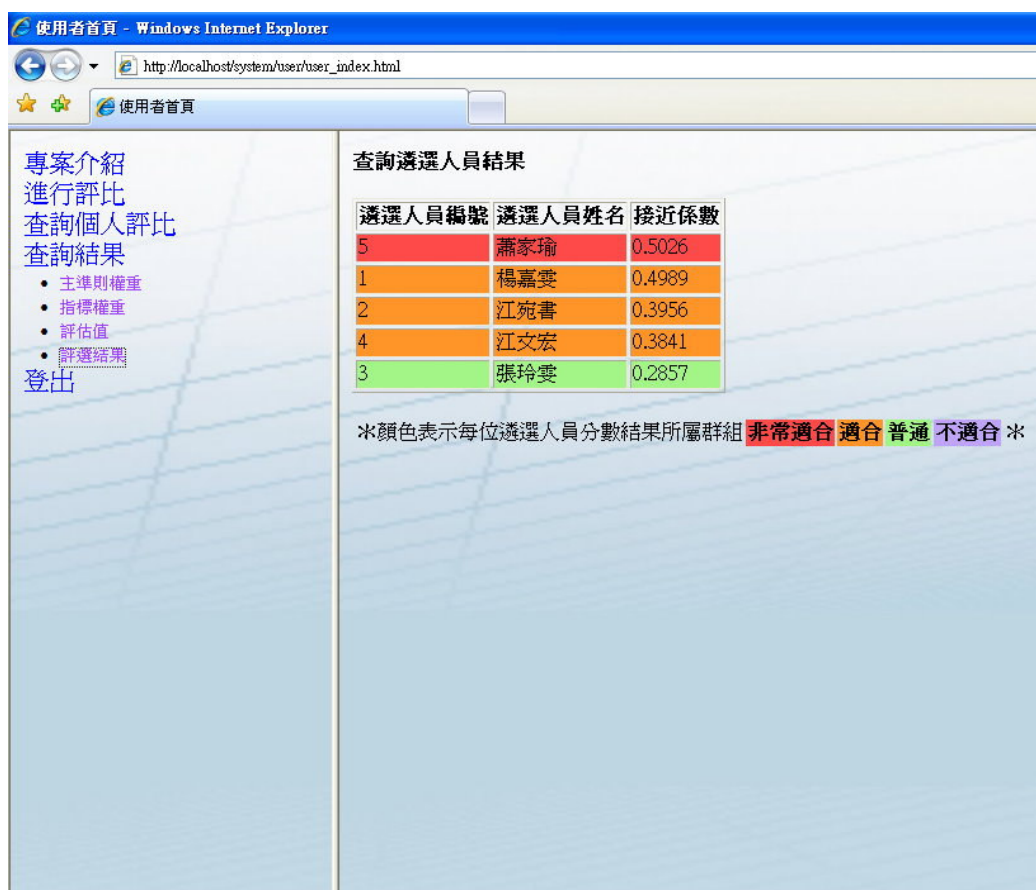 使用者首頁 - Windows Internet Explorer
http://localhost/system/user/user_index.html
使用者首頁
專案介紹
進行評比
查詢個人評比
查詢結果
主準則權重
指標權重
評估值
評選結果
登出
查詢遴選人員結果
遴選人員編號 遴選人員姓名 接近係數
5 蕭家瑜 0.5026
1 楊嘉雯 0.4989
2 江宛書 0.3956
4 江文宏 0.3841
3 張玲雯 0.2857
＊顏色表示每位遴選人員分數結果所屬群組 非常適合 適合 普通 不適合 ＊